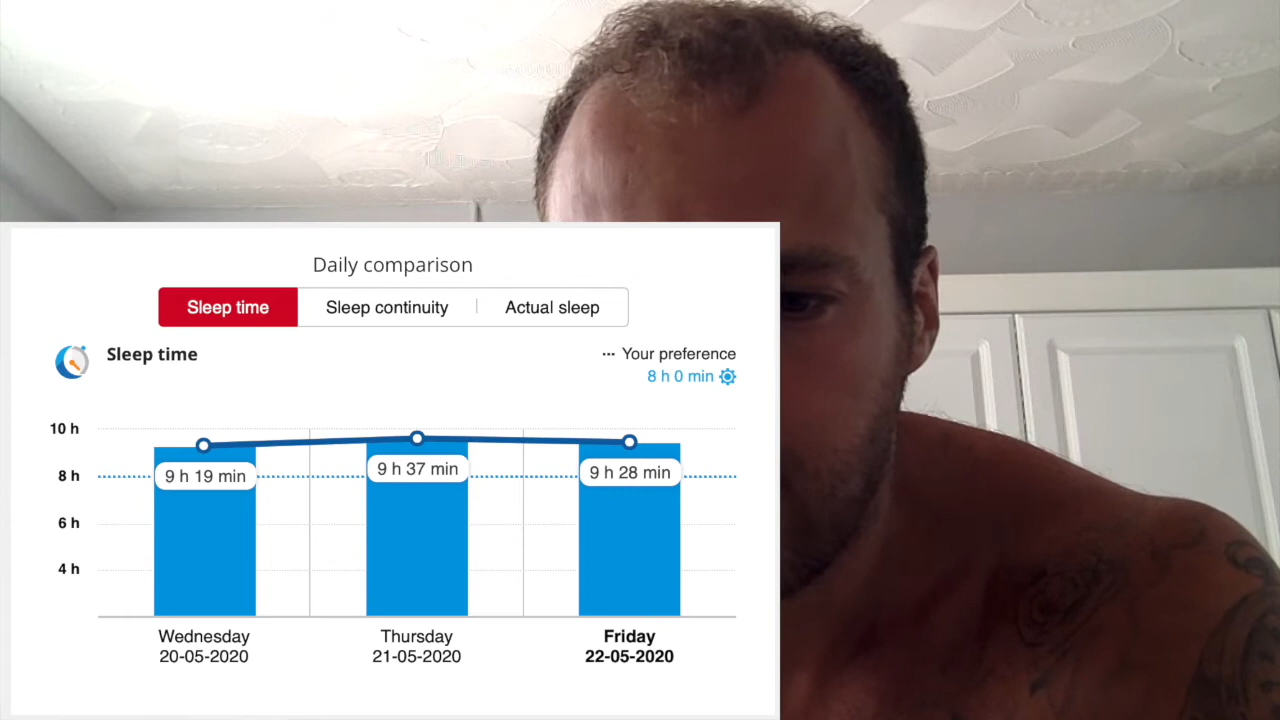 Daily comparison
Sleep time Sleep continuity Actual sleep
Sleep time
••• Your preference
8 h 0 min
10 h
8 h
6 h
4 h
9 h 19 min
9 h 37 min
9 h 28 min
Wednesday Thursday Friday
20-05-2020 21-05-2020 22-05-2020